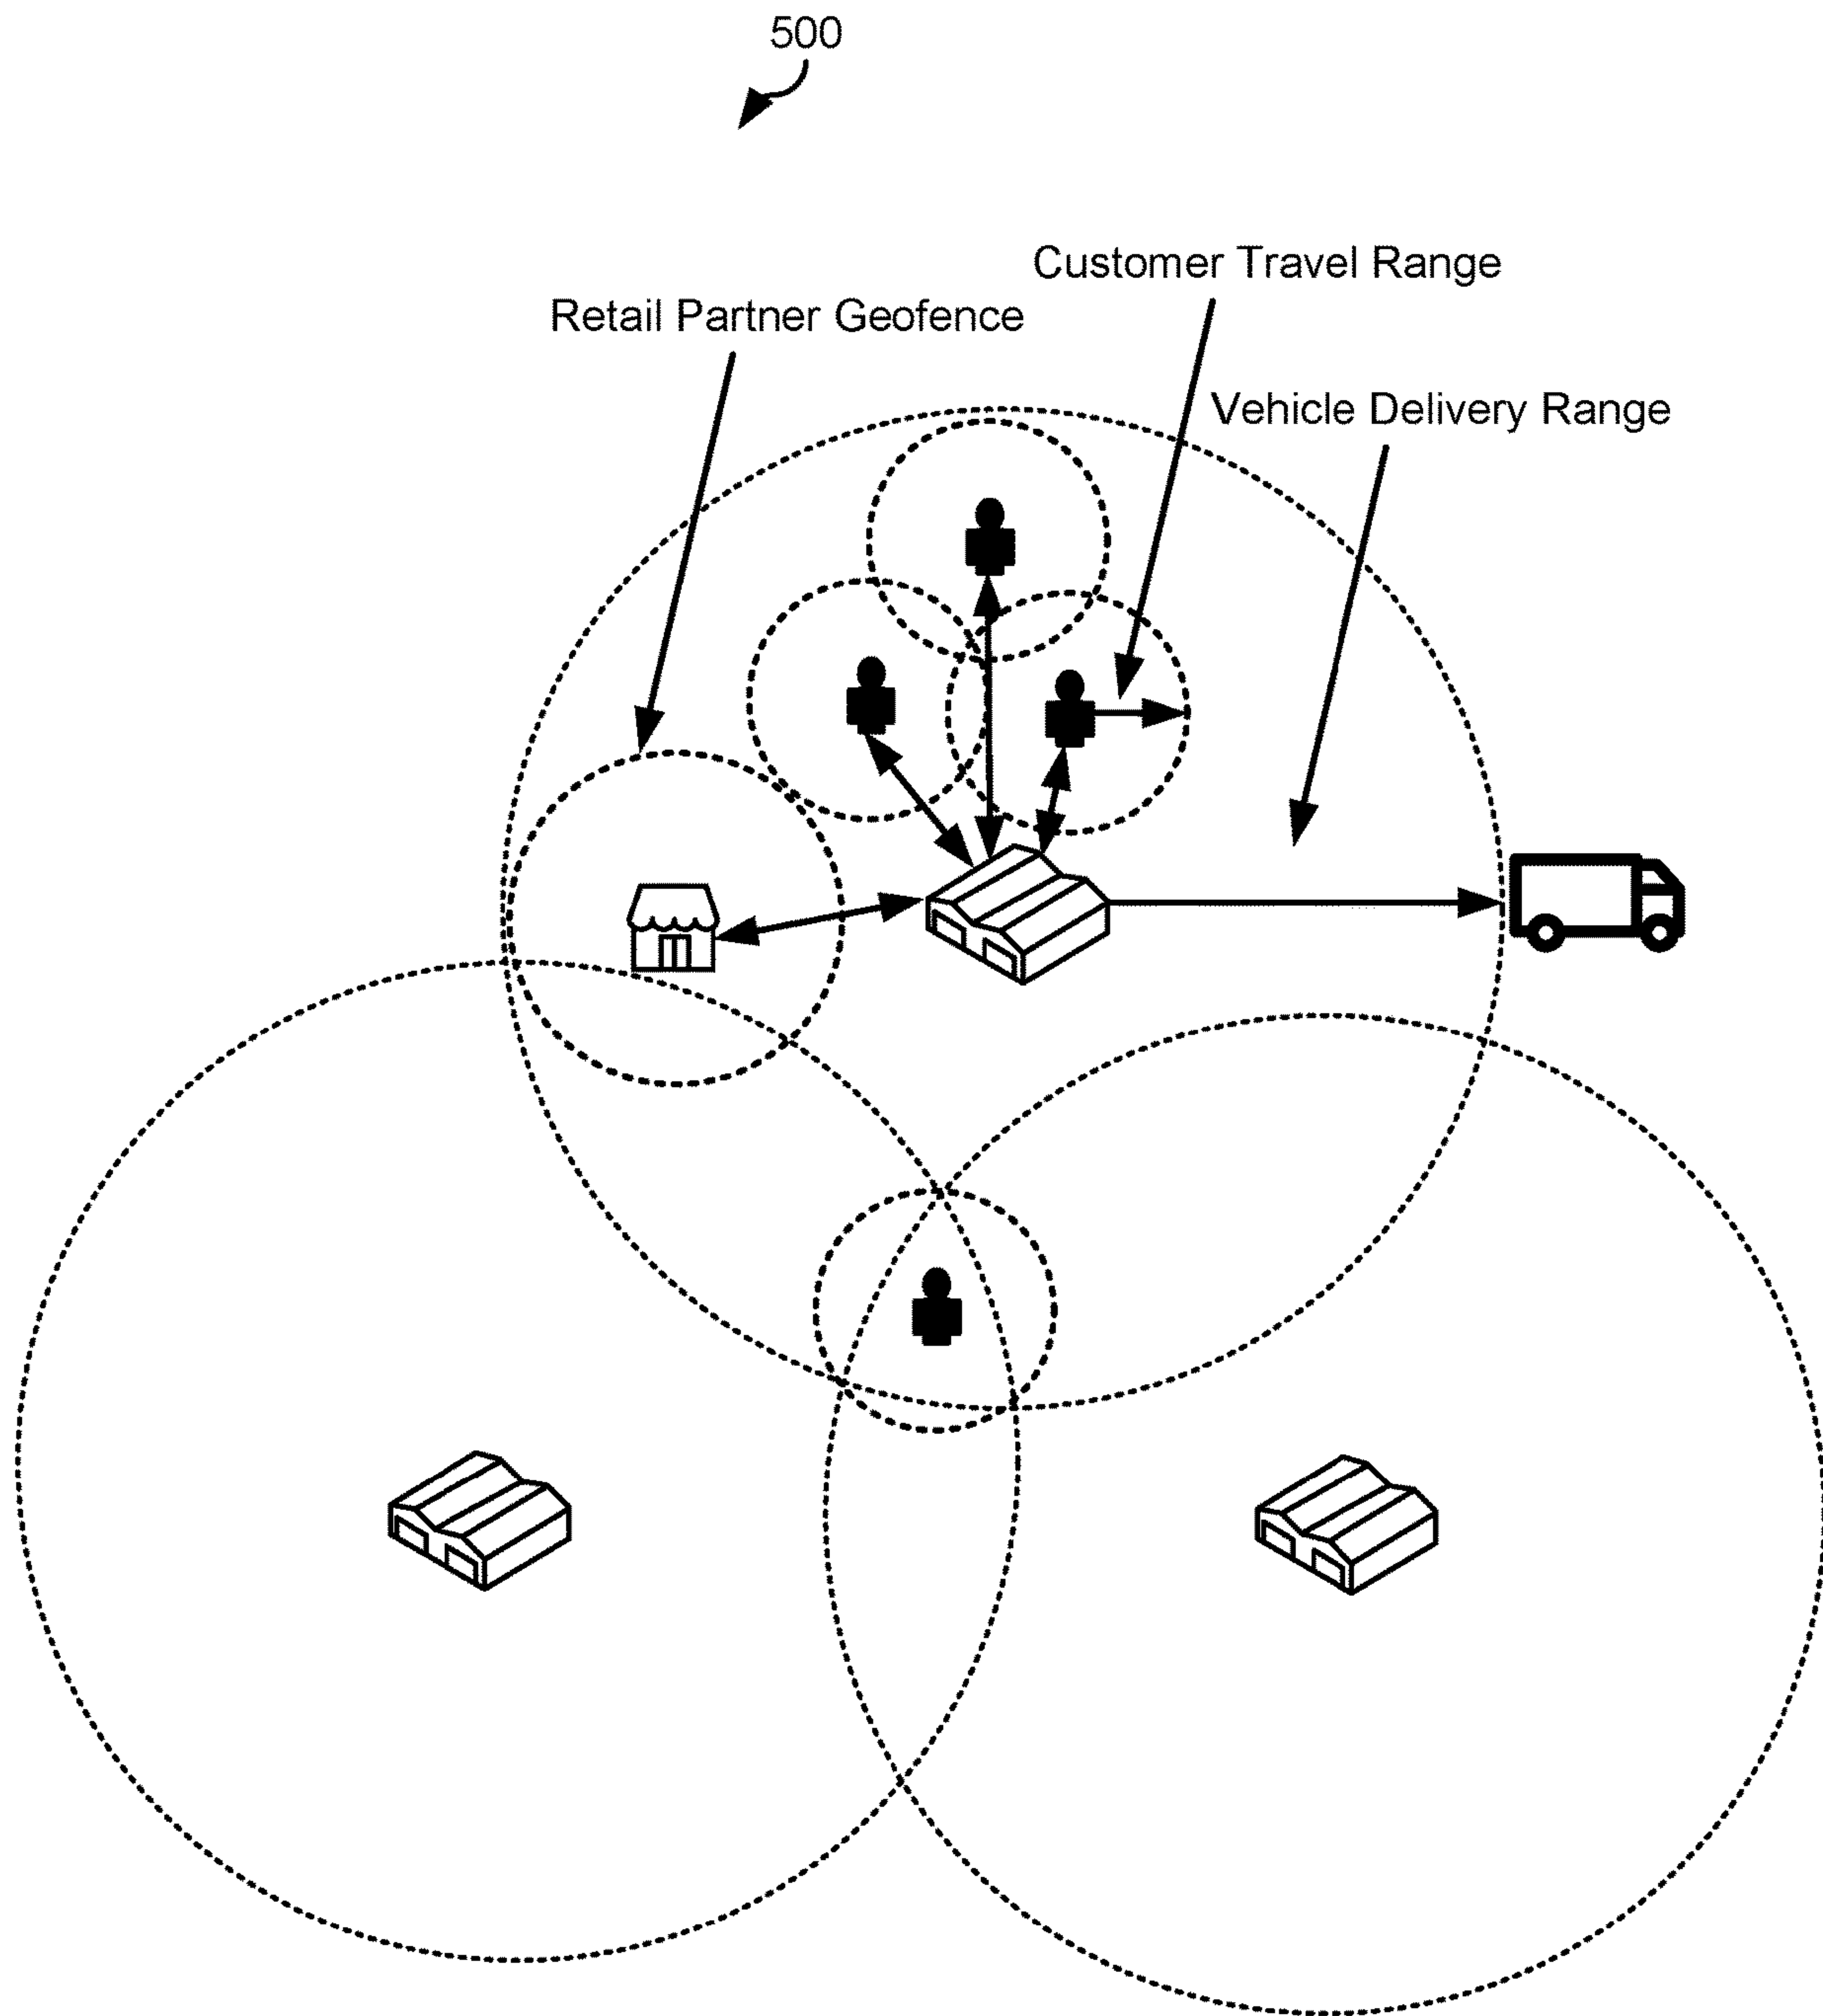 500
Customer Travel Range
Retail Partner Geofence
Vehicle Delivery Range